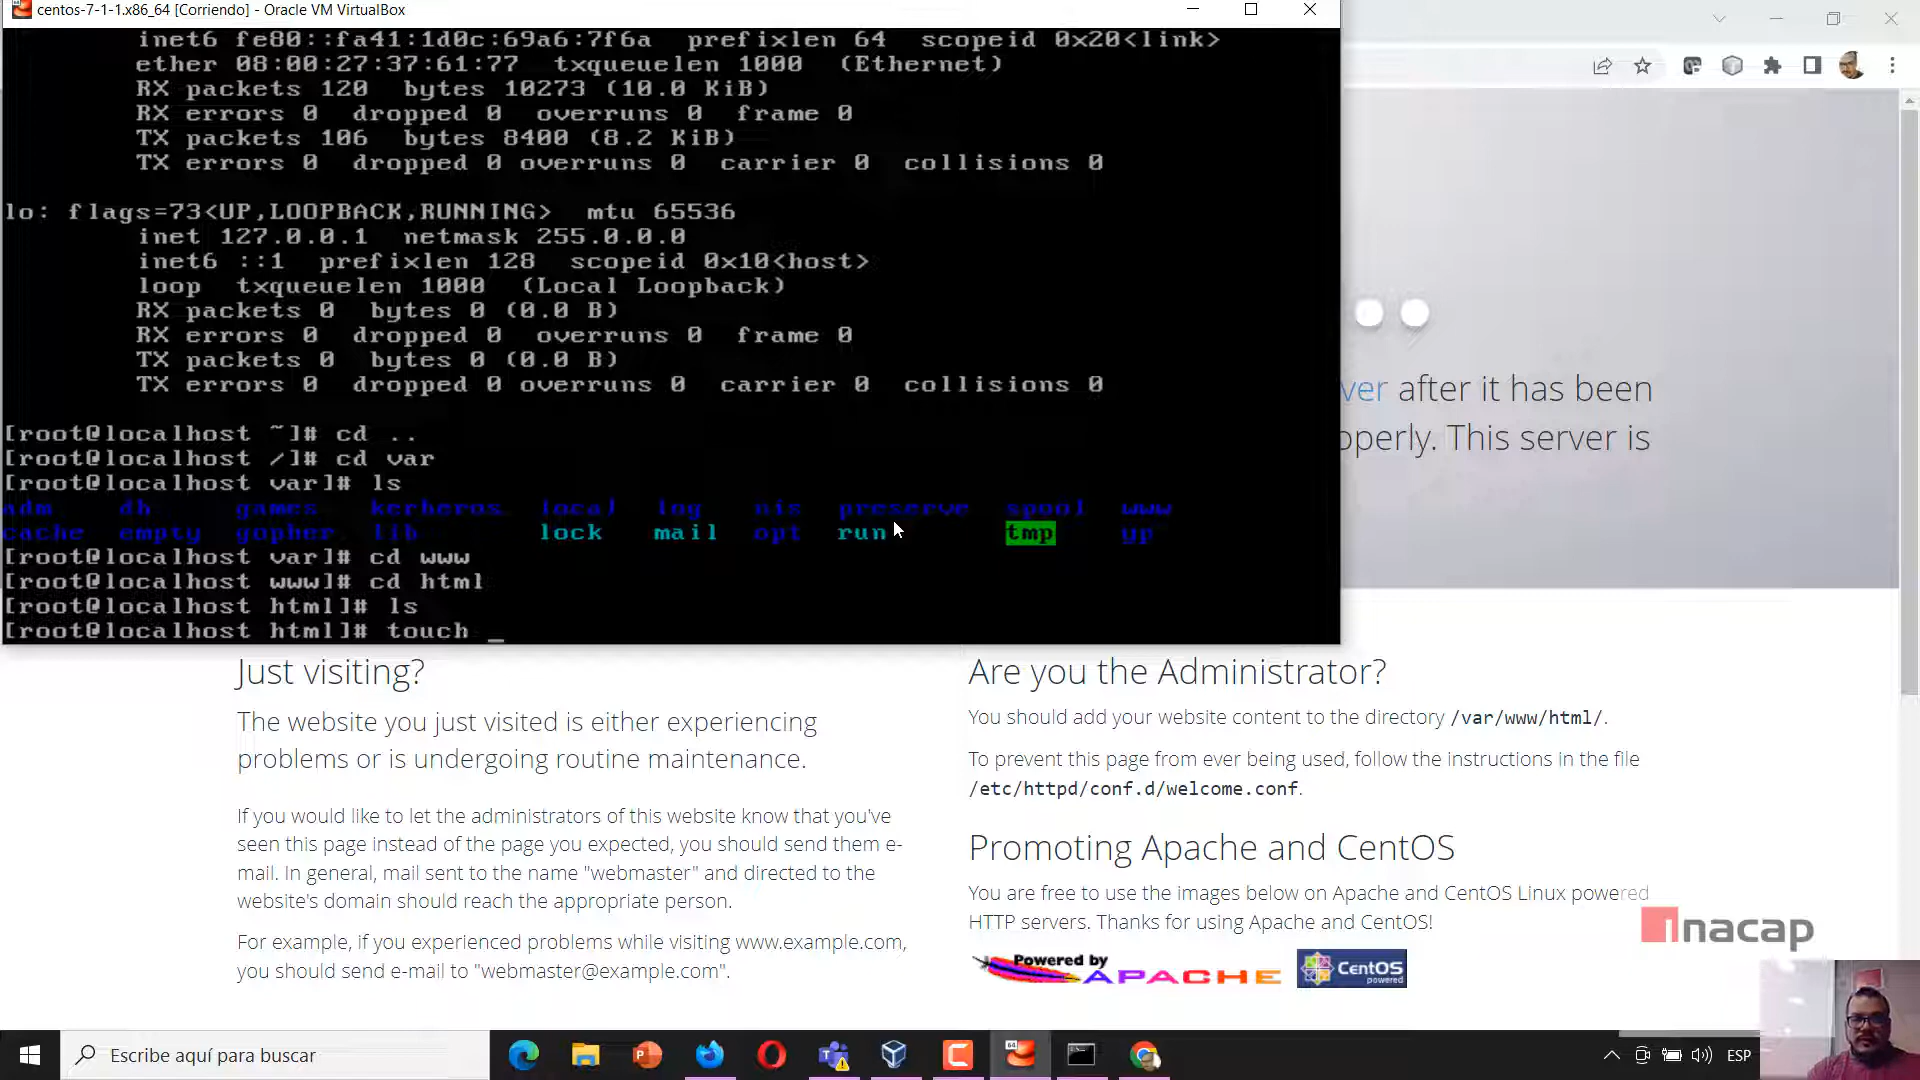 centos-7-1-1.x86_64 [Corriendo] - Oracle VM VirtualBox
inet6 fe80::fa41:1d0c:69a6:7f6a  prefixlen 64  scopeid 0x20<link>
ether 08:00:27:37:61:77  txqueuelen 1000  (Ethernet)
RX packets 120  bytes 10273 (10.0 KiB)
RX errors 0  dropped 0  overruns 0  frame 0
TX packets 106  bytes 8400 (8.2 KiB)
TX errors 0  dropped 0 overruns 0  carrier 0  collisions 0
lo: flags=73<UP,LOOPBACK,RUNNING>  mtu 65536
inet 127.0.0.1  netmask 255.0.0.0
inet6 ::1  prefixlen 128  scopeid 0x10<host>
loop  txqueuelen 1000  (Local Loopback)
RX packets 0  bytes 0 (0.0 B)
RX errors 0  dropped 0  overruns 0  frame 0
TX packets 0  bytes 0 (0.0 B)
TX errors 0  dropped 0 overruns 0  carrier 0  collisions 0
[root@localhost ~]# cd ..
[root@localhost /]# cd var
[root@localhost var]# ls
adm  dh  games  kerberos  local  log  nis  preserve  spool  www
cache  empty  gopher  lib  lock  mail  opt  run  tmp  yp
[root@localhost var]# cd www
[root@localhost www]# cd html
[root@localhost html]# ls
[root@localhost html]# touch _
ver after it has been
operly. This server is
Just visiting?
The website you just visited is either experiencing
problems or is undergoing routine maintenance.
If you would like to let the administrators of this website know that you've
seen this page instead of the page you expected, you should send them e-
mail. In general, mail sent to the name "webmaster" and directed to the
website's domain should reach the appropriate person.
For example, if you experienced problems while visiting www.example.com,
you should send e-mail to "webmaster@example.com".
Are you the Administrator?
You should add your website content to the directory /var/www/html/.
To prevent this page from ever being used, follow the instructions in the file
/etc/httpd/conf.d/welcome.conf.
Promoting Apache and CentOS
You are free to use the images below on Apache and CentOS Linux powered
HTTP servers. Thanks for using Apache and CentOS!
Powered by
APACHE
CentOS
powered
inacap
Escribe aquí para buscar
64
ESP